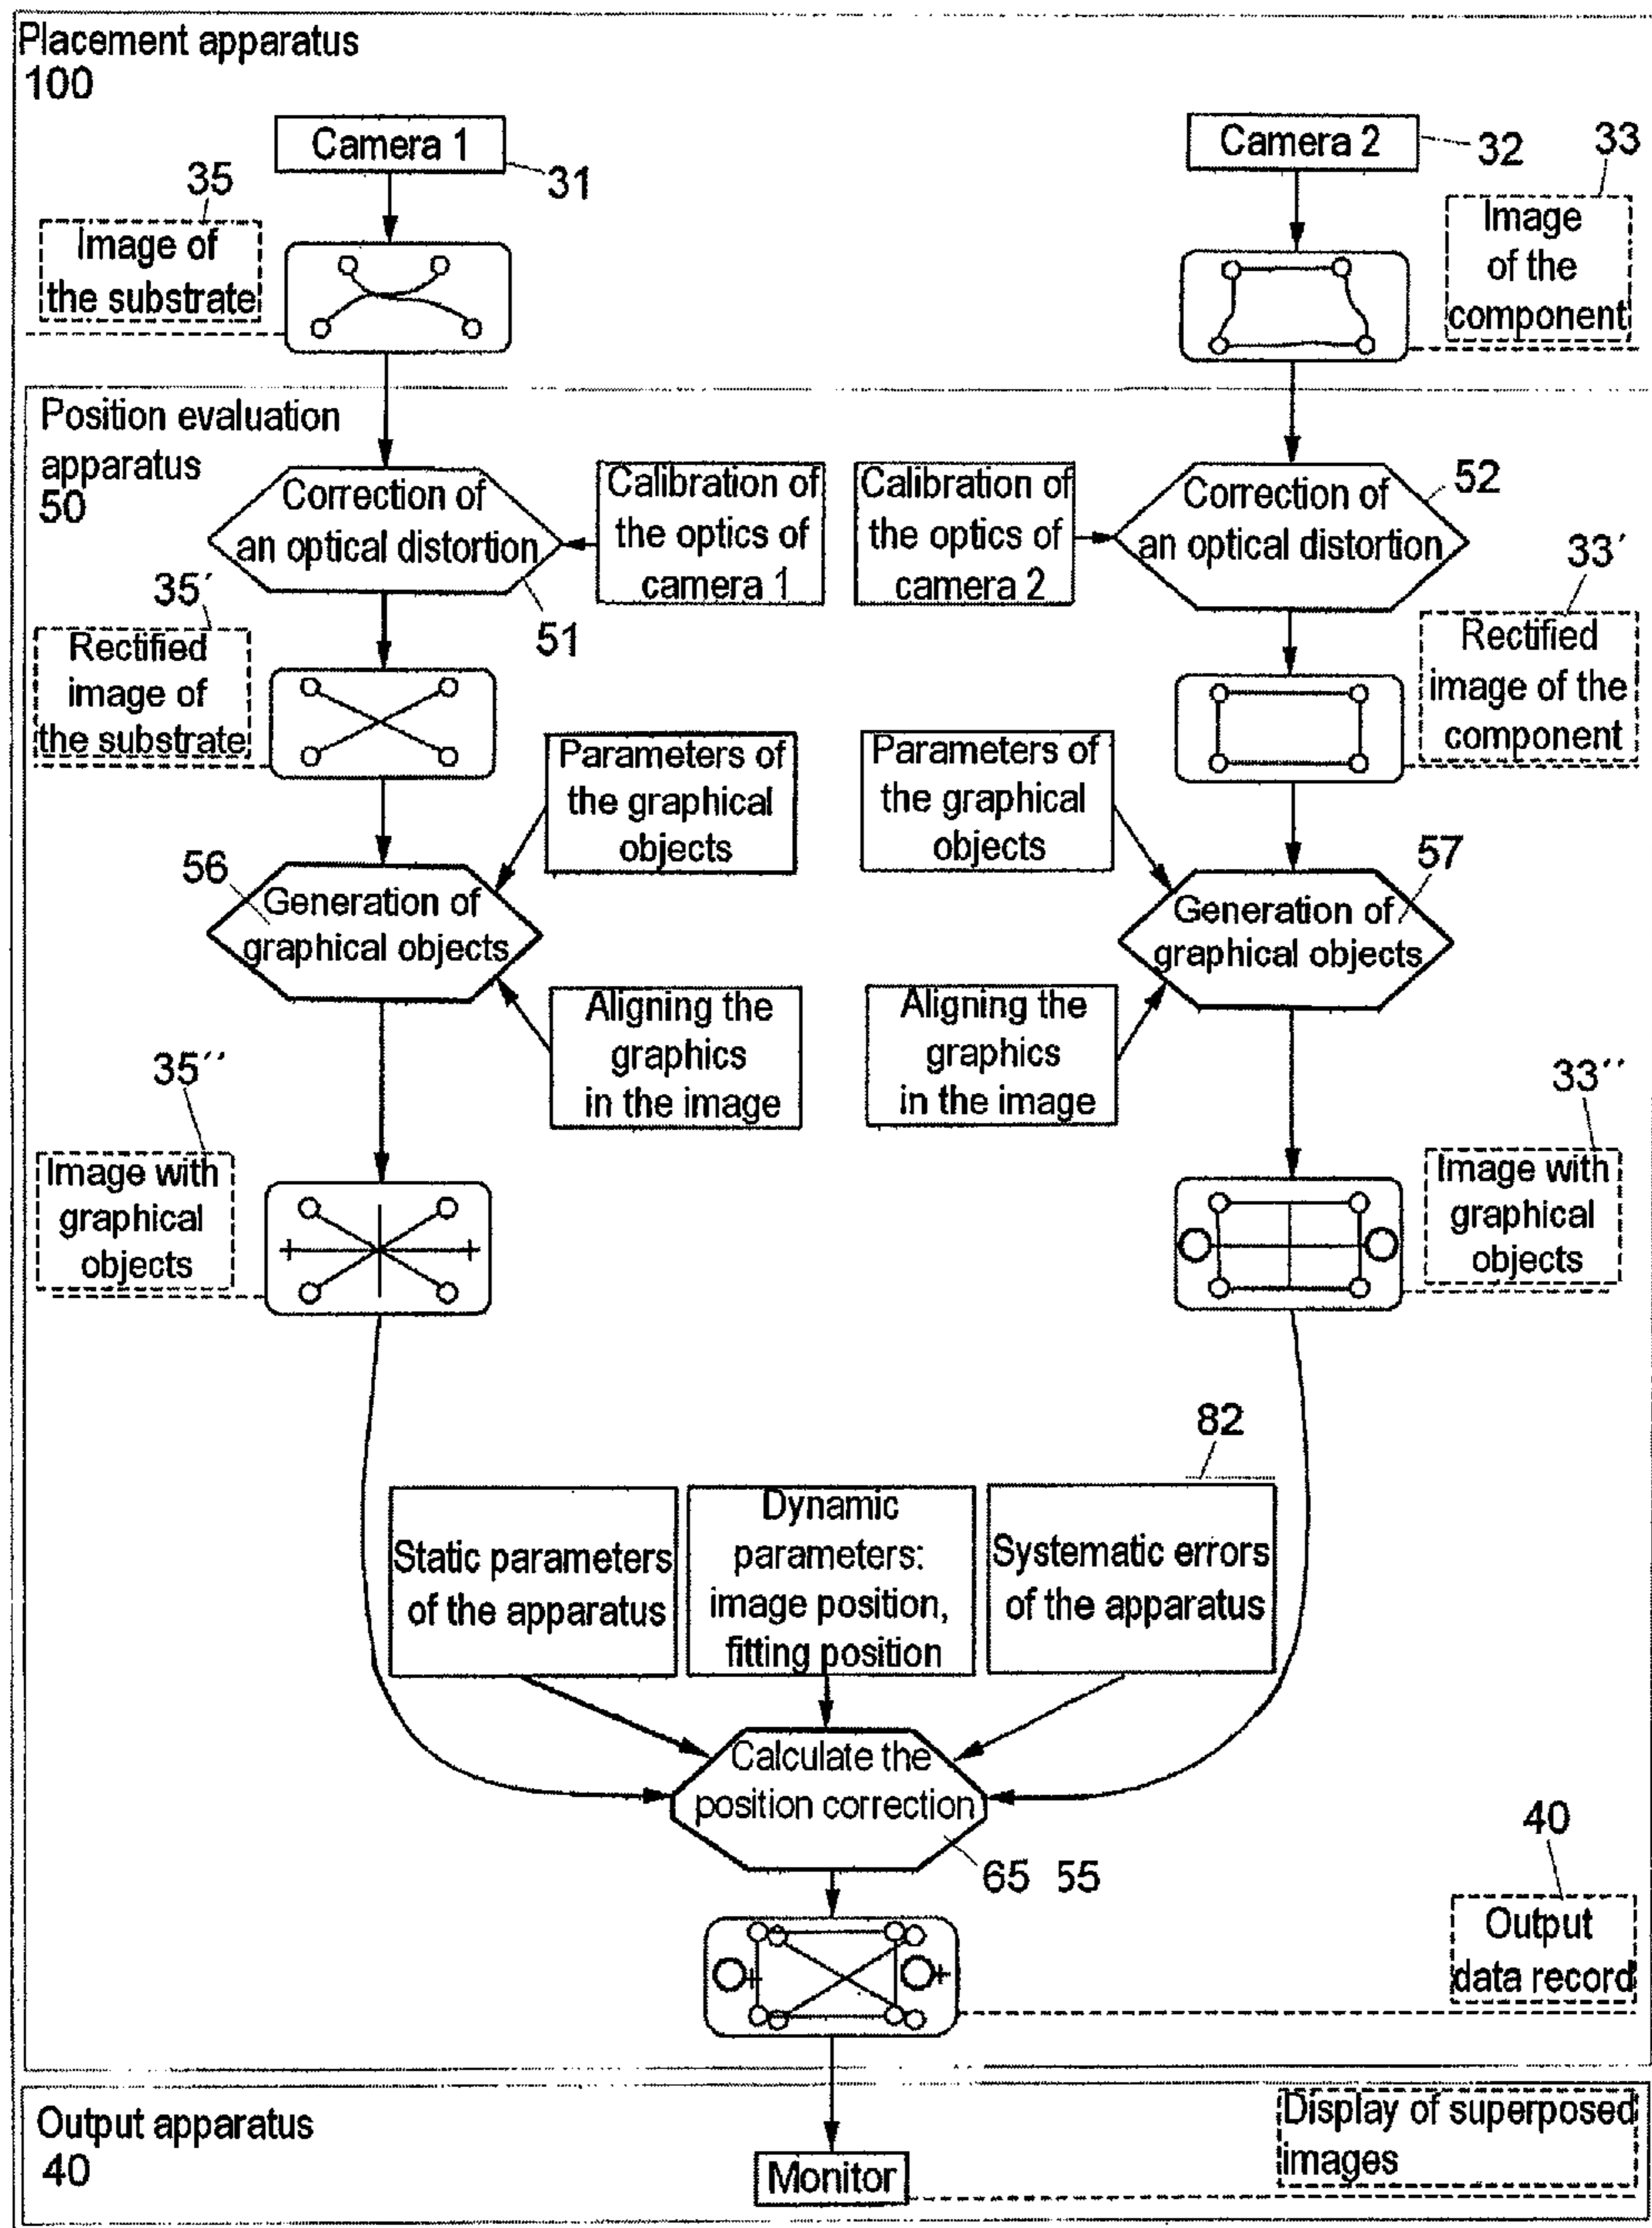 Placement apparatus
100
Camera 1
31
Camera 2
32
33
35
Image of
the substrate
Image
of the
component
Position evaluation
apparatus
50
Correction of
an optical distortion
51
Calibration of
the optics of
camera 1
Calibration of
the optics of
camera 2
Correction of
an optical distortion
52
35′
Rectified
image of
the substrate
33′
Rectified
image of the
component
Parameters of
the graphical
objects
Parameters of
the graphical
objects
56
Generation of
graphical objects
57
Generation of
graphical objects
Aligning the
graphics
in the image
Aligning the
graphics
in the image
35′′
Image with
graphical
objects
33′′
Image with
graphical
objects
82
Static parameters
of the apparatus
Dynamic
parameters:
image position,
fitting position
Systematic errors
of the apparatus
Calculate the
position correction
65 55
40
Output
data record
Output apparatus
40
Monitor
Display of superposed
images